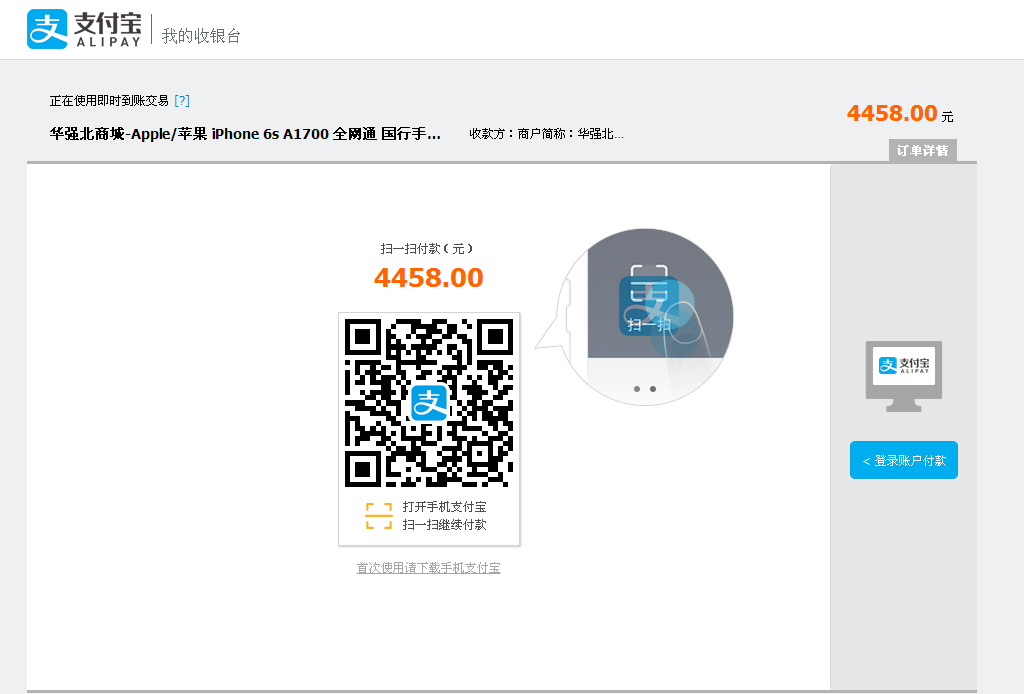 支付宝
ALIPAY
我的收银台
正在使用即时到账交易 [?]
华强北商城-Apple/苹果 iPhone 6s A1700 全网通 国行手...
收款方：商户简称：华强北...
4458.00 元
订单详情
扫一扫付款（元）
4458.00
支
扫一拍
支付宝
ALIPAY
< 登录账户付款
打开手机支付宝
扫一扫继续付款
首次使用请下载手机支付宝